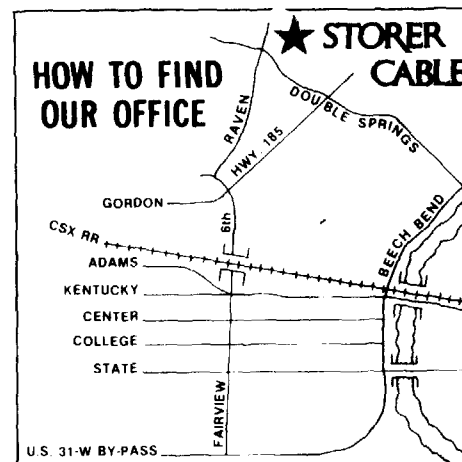 ★ STORER
CABLE
HOW TO FIND
OUR OFFICE
RAVEN
HWY. 185
DOUBLE SPRINGS
GORDON
6th
CSX RR
BEECH BEND
ADAMS
KENTUCKY
CENTER
COLLEGE
STATE
FAIRVIEW
U.S. 31-W BY-PASS